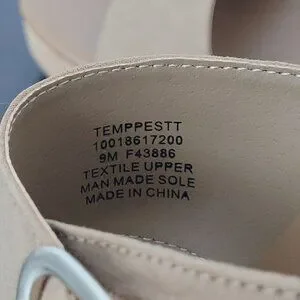 TEMPPESTT
10018617200
9M F43886
TEXTILE UPPER
MAN MADE SOLE
MADE IN CHINA